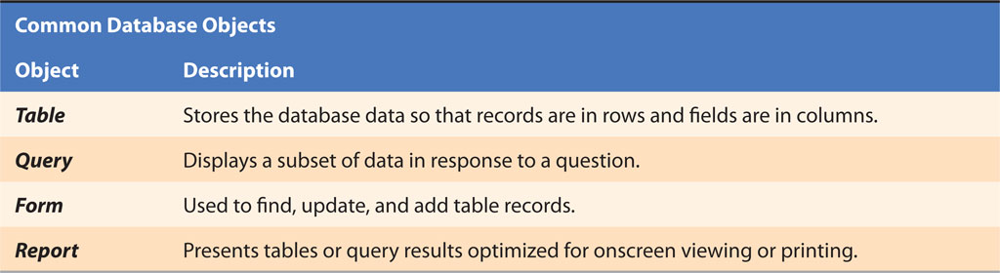 Common Database Objects
Object Description
Table Stores the database data so that records are in rows and fields are in columns.
Query Displays a subset of data in response to a question.
Form Used to find, update, and add table records.
Report Presents tables or query results optimized for onscreen viewing or printing.